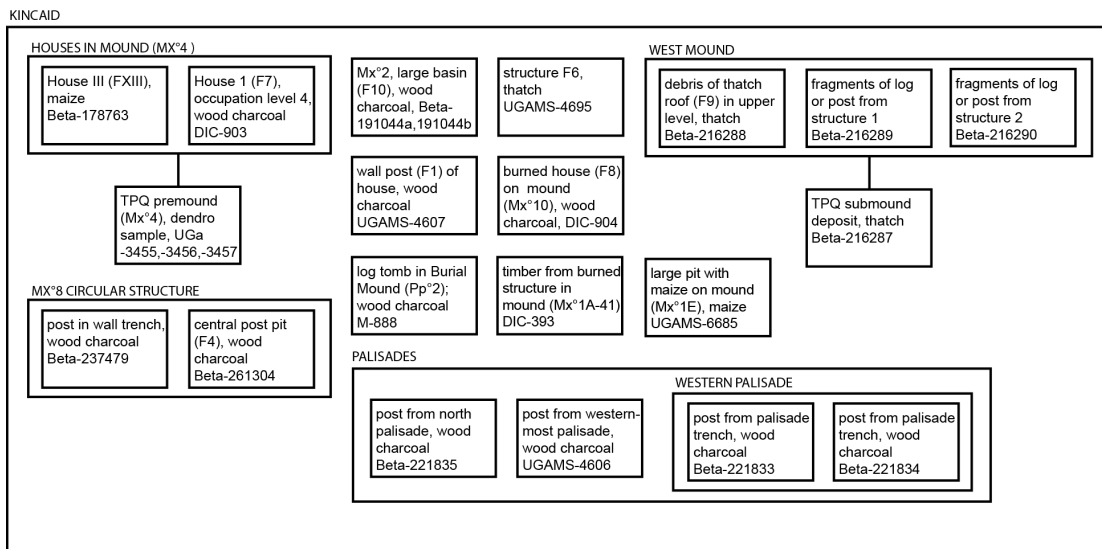 KINCAID
HOUSES IN MOUND (MX°4 )
House III (FXIII),
maize
Beta-178763
House 1 (F7),
occupation level 4,
wood charcoal
DIC-903
TPQ premound
(Mx°4), dendro
sample, UGa
-3455,-3456,-3457
MX°8 CIRCULAR STRUCTURE
post in wall trench,
wood charcoal
Beta-237479
central post pit
(F4), wood
charcoal
Beta-261304
Mx°2, large basin
(F10), wood
charcoal, Beta-
191044a,191044b
structure F6,
thatch
UGAMS-4695
wall post (F1) of
house, wood
charcoal
UGAMS-4607
burned house (F8)
on mound
(Mx°10), wood
charcoal, DIC-904
log tomb in Burial
Mound (Pp°2);
wood charcoal
M-888
timber from burned
structure in
mound (Mx°1A-41)
DIC-393
large pit with
maize on mound
(Mx°1E), maize
UGAMS-6685
WEST MOUND
debris of thatch
roof (F9) in upper
level, thatch
Beta-216288
fragments of log
or post from
structure 1
Beta-216289
fragments of log
or post from
structure 2
Beta-216290
TPQ submound
deposit, thatch
Beta-216287
PALISADES
post from north
palisade, wood
charcoal
Beta-221835
post from western-
most palisade,
wood charcoal
UGAMS-4606
WESTERN PALISADE
post from palisade
trench, wood
charcoal
Beta-221833
post from palisade
trench, wood
charcoal
Beta-221834